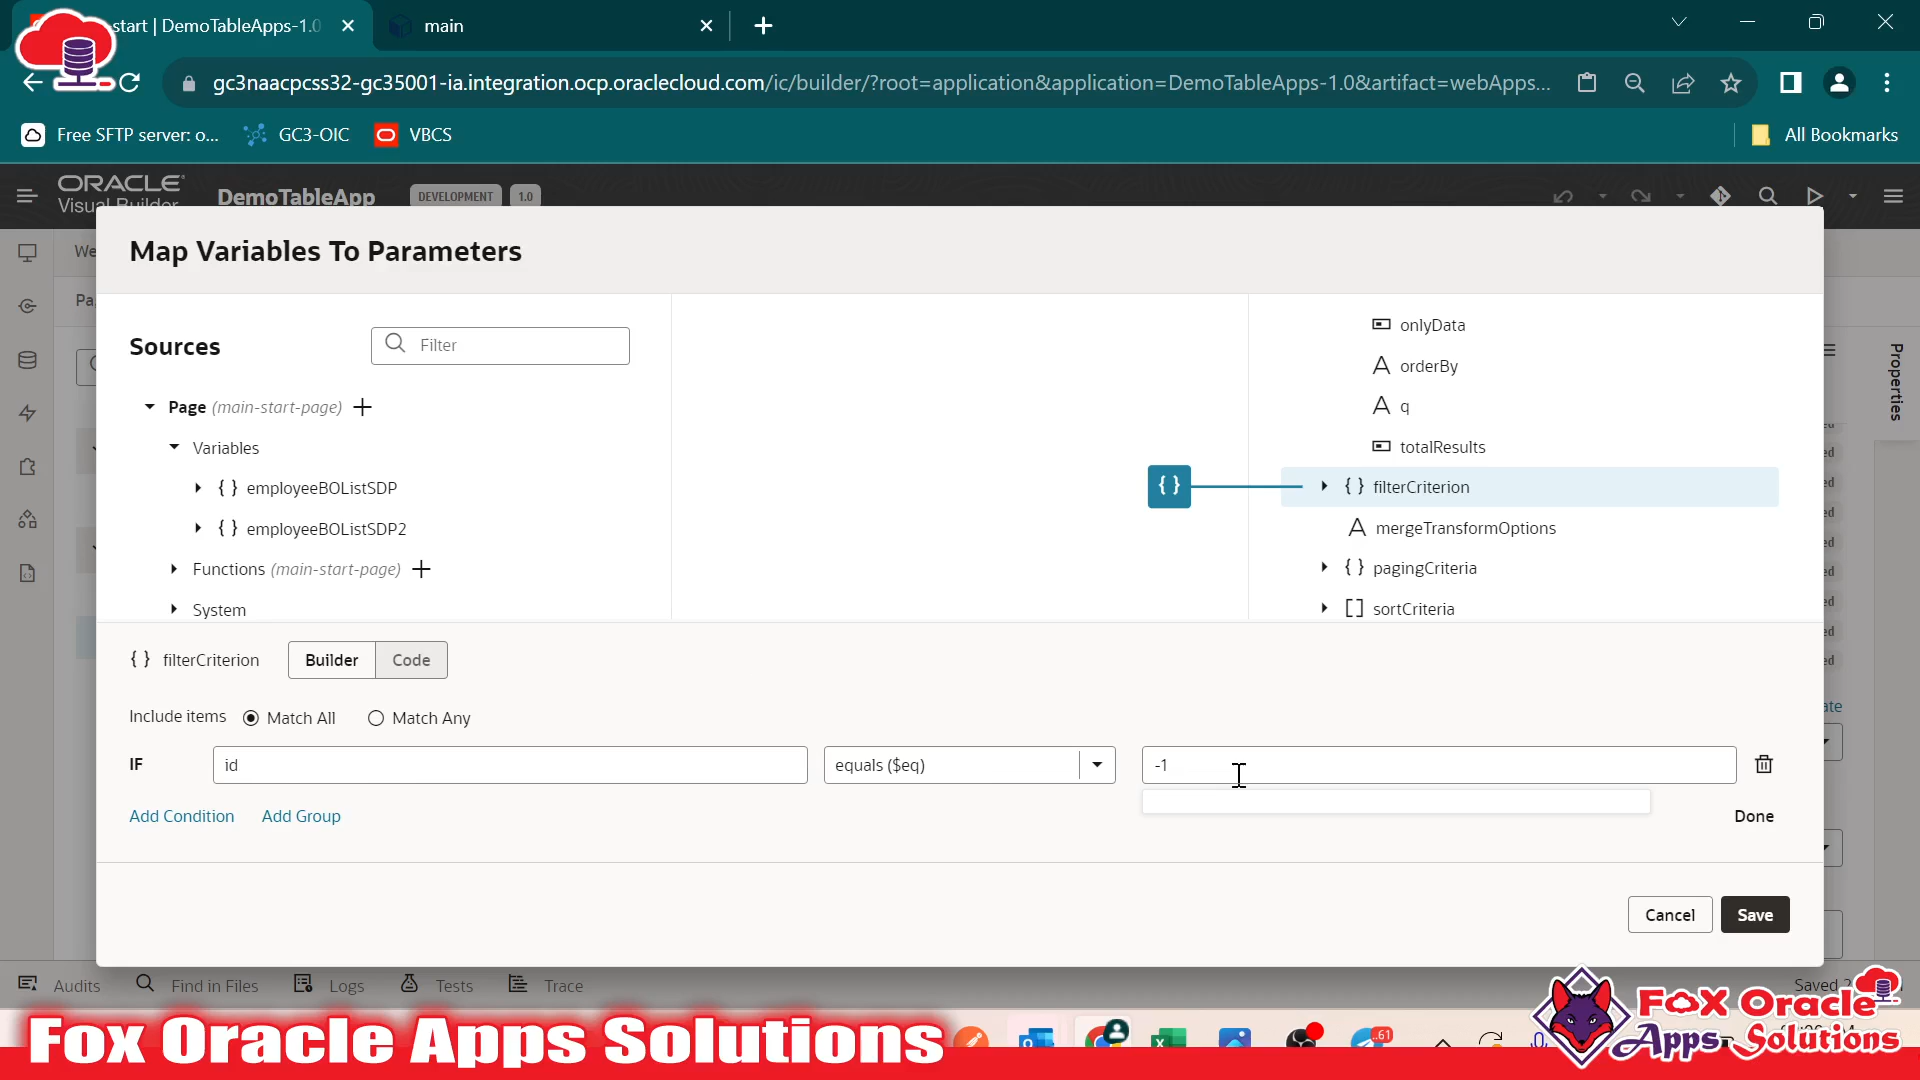 start | DemoTableApps-1.0
main
gc3naacpcss32-gc35001-ia.integration.ocp.oraclecloud.com/ic/builder/?root=application&application=DemoTableApps-1.0&artifact=webApps...
Free SFTP server: o...
GC3-OIC
VBCS
All Bookmarks
ORACLE
Visual Builder
DemoTableApp
DEVELOPMENT
1.0
We
Pa
Map Variables To Parameters
Sources
Filter
Page (main-start-page)
Variables
{ } employeeBOListSDP
{ } employeeBOListSDP2
Functions (main-start-page)
System
onlyData
A orderBy
A q
totalResults
{ }
{ } filterCriterion
A mergeTransformOptions
{ } pagingCriteria
[ ] sortCriteria
Properties
{ } filterCriterion
Builder
Code
Include items
Match All
Match Any
IF
id
equals ($eq)
-1
Add Condition
Add Group
Done
Cancel
Save
Audits
Find in Files
Logs
Tests
Trace
Saved
..61
Fox Oracle Apps Solutions
Fox Oracle
Apps Solutions